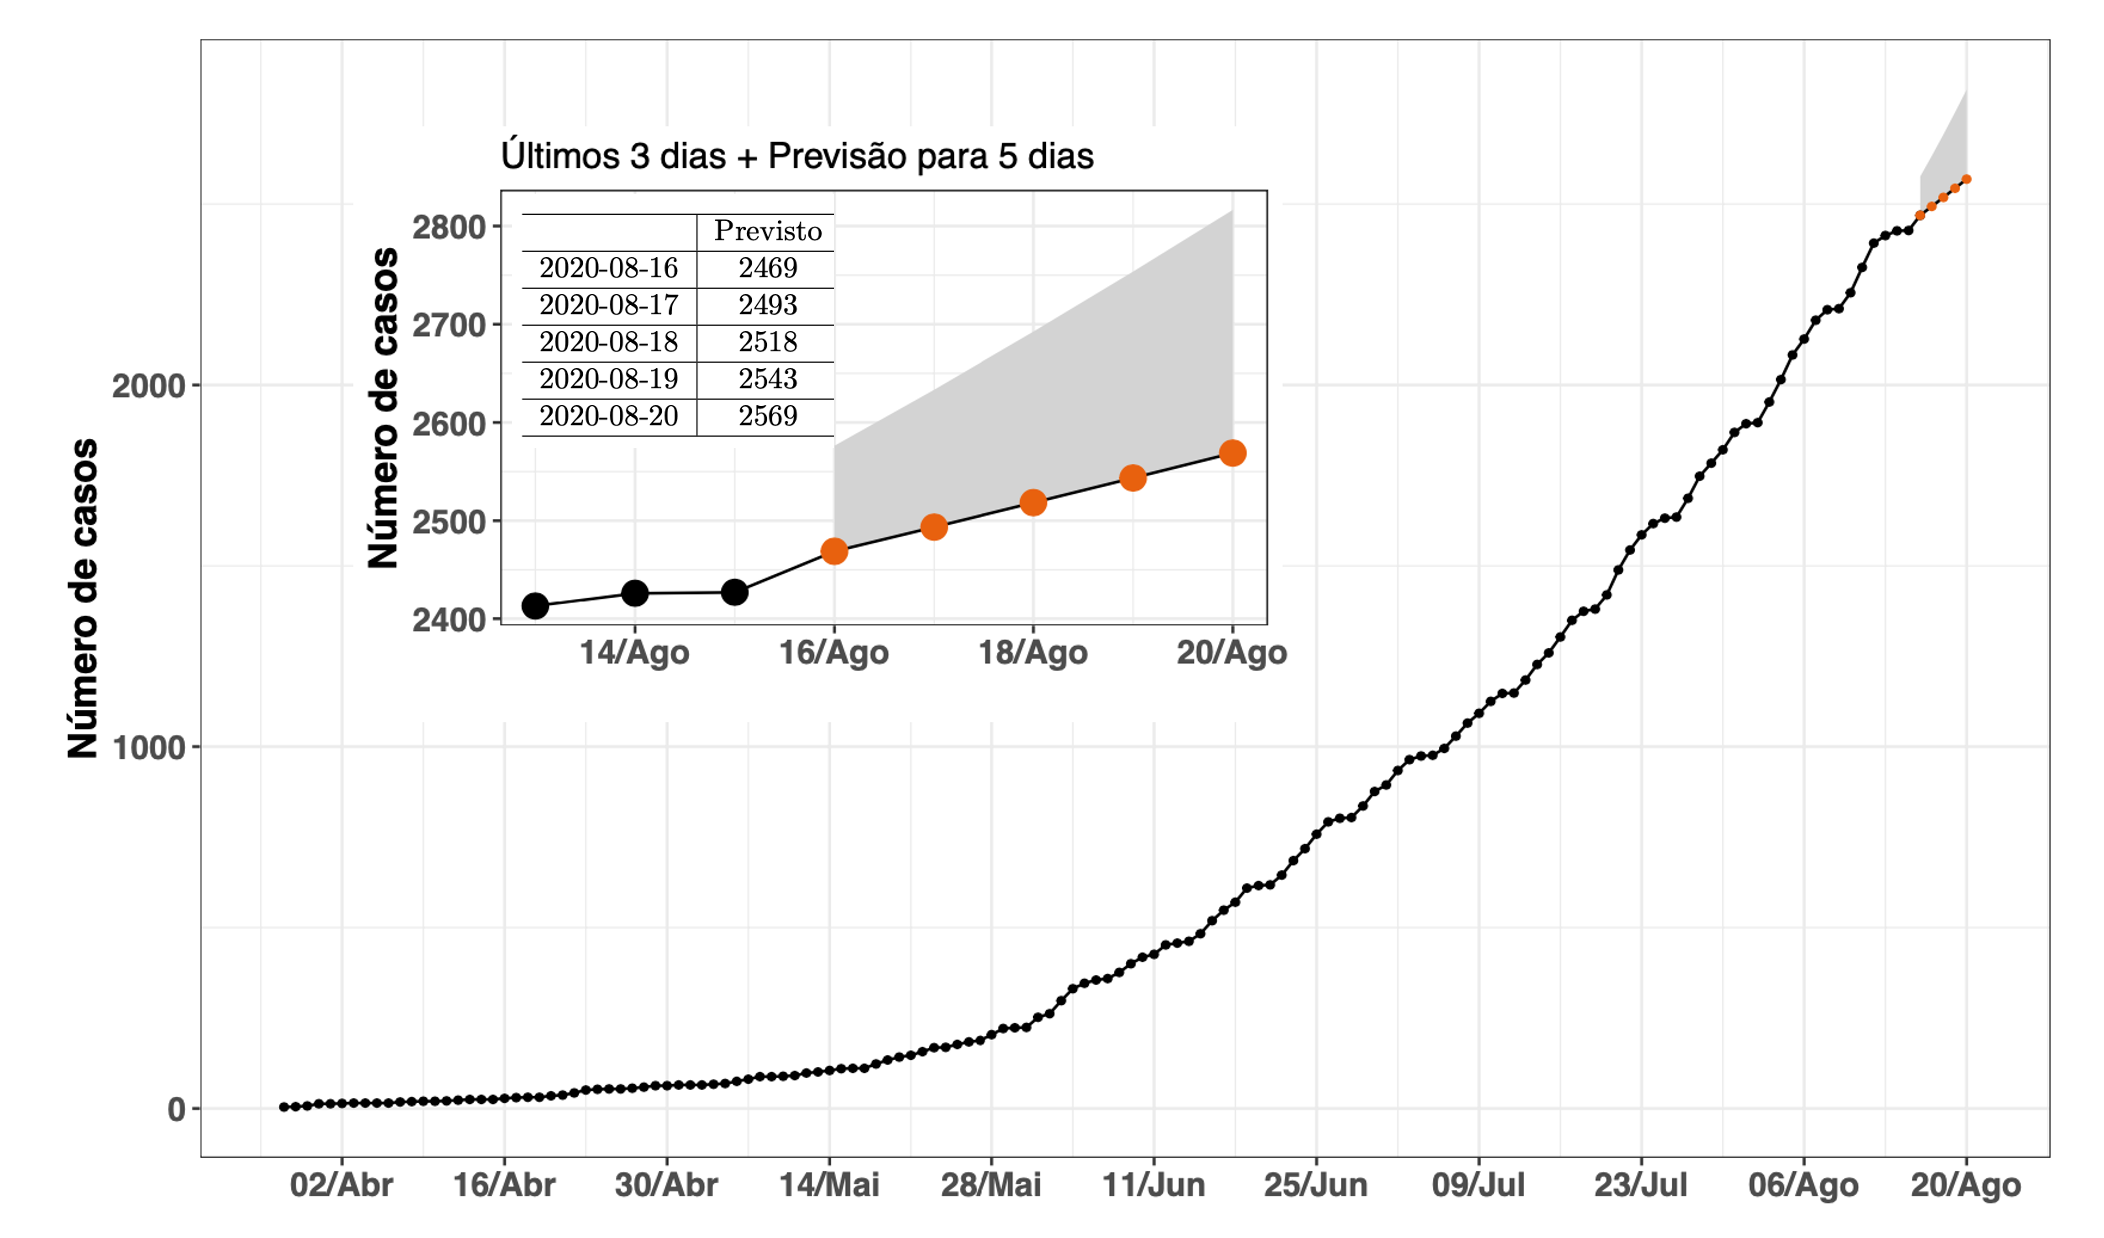 Últimos 3 dias + Previsão para 5 dias
Número de casos
2800
2700
2600
2500
2400
Previsto
2020-08-16 2469
2020-08-17 2493
2020-08-18 2518
2020-08-19 2543
2020-08-20 2569
14/Ago 16/Ago 18/Ago 20/Ago
Número de casos
2000
1000
0
02/Abr 16/Abr 30/Abr 14/Mai 28/Mai 11/Jun 25/Jun 09/Jul 23/Jul 06/Ago 20/Ago